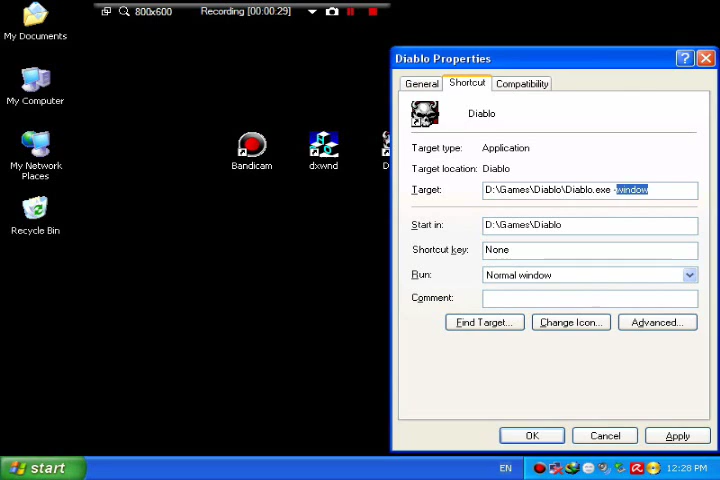 My Documents
800x600
Recording [00:00:29]
Diablo Properties
General
Shortcut
Compatibility
My Computer
Diablo
Target type:
Application
Target location:
Diablo
Target:
D:\Games\Diablo\Diablo.exe -window
Bandicam
dxwnd
D
My Network
Places
Start in:
D:\Games\Diablo
Recycle Bin
Shortcut key:
None
Run:
Normal window
Comment:
Find Target...
Change Icon...
Advanced...
OK
Cancel
Apply
start
EN
12:28 PM